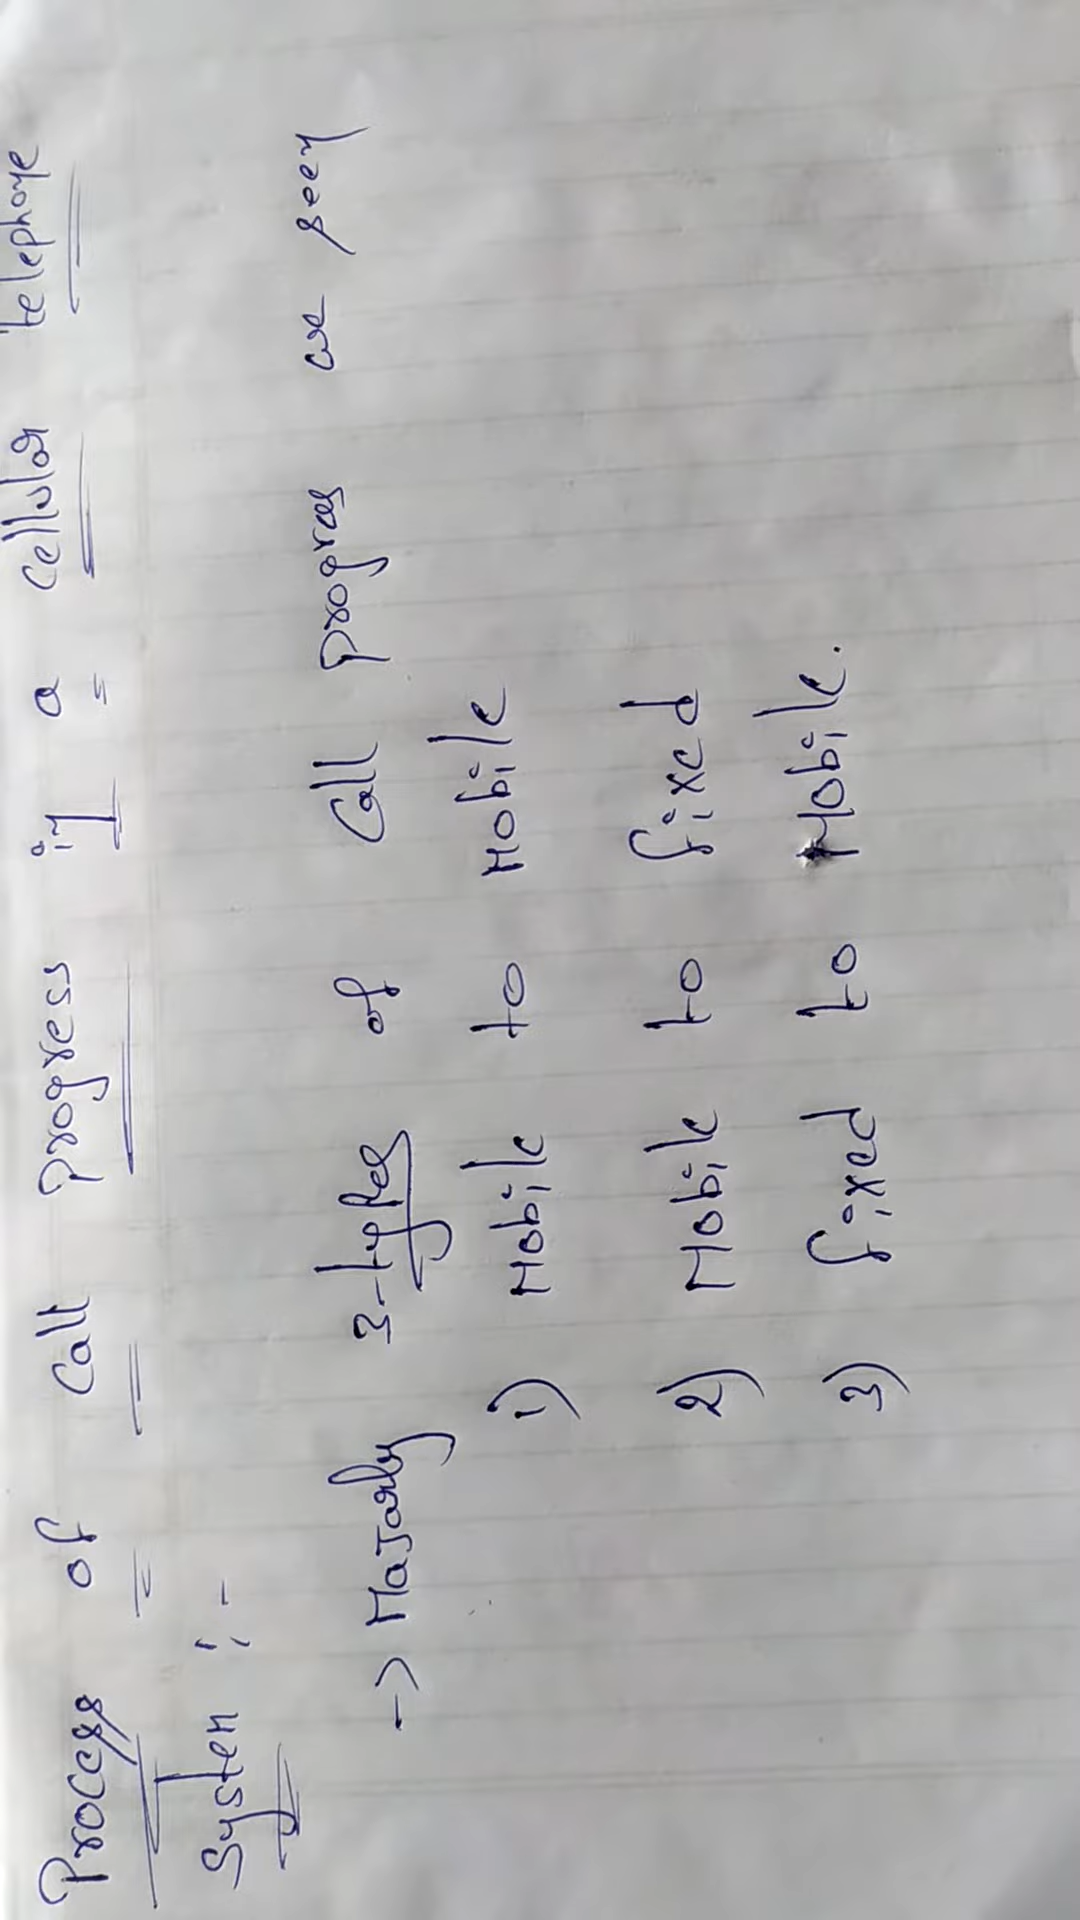 Process of Call Progress in a Cellular telephone
System :-
-> Majorly 3-types of Call progres are seen
1) Mobile to Mobile
2) Mobile to fixed
3) fixed to Mobile.